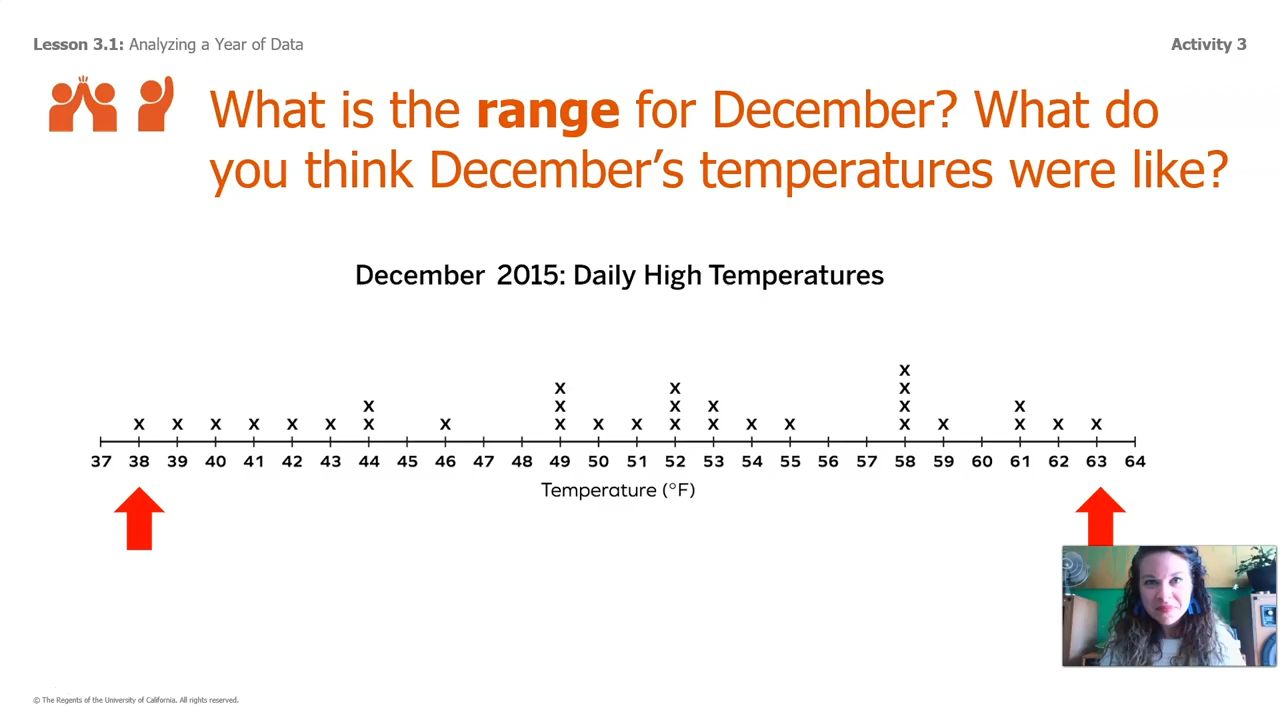 Lesson 3.1: Analyzing a Year of Data
Activity 3
What is the range for December? What do
you think December’s temperatures were like?
December 2015: Daily High Temperatures
x
x x x
x x x x x x
x x x x x x x x x x x x x x x x x x x x
37 38 39 40 41 42 43 44 45 46 47 48 49 50 51 52 53 54 55 56 57 58 59 60 61 62 63 64
Temperature (°F)
© The Regents of the University of California. All rights reserved.